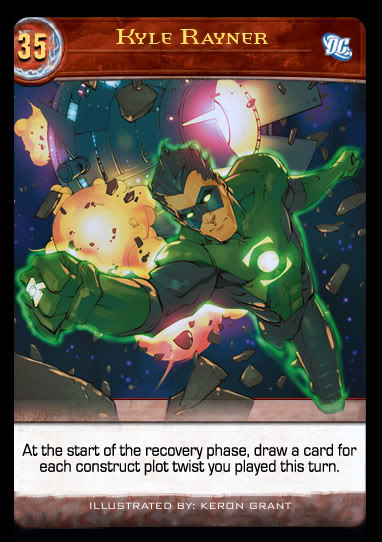 35
Kyle Rayner
DC
At the start of the recovery phase, draw a card for
each construct plot twist you played this turn.
ILLUSTRATED BY: KERON GRANT